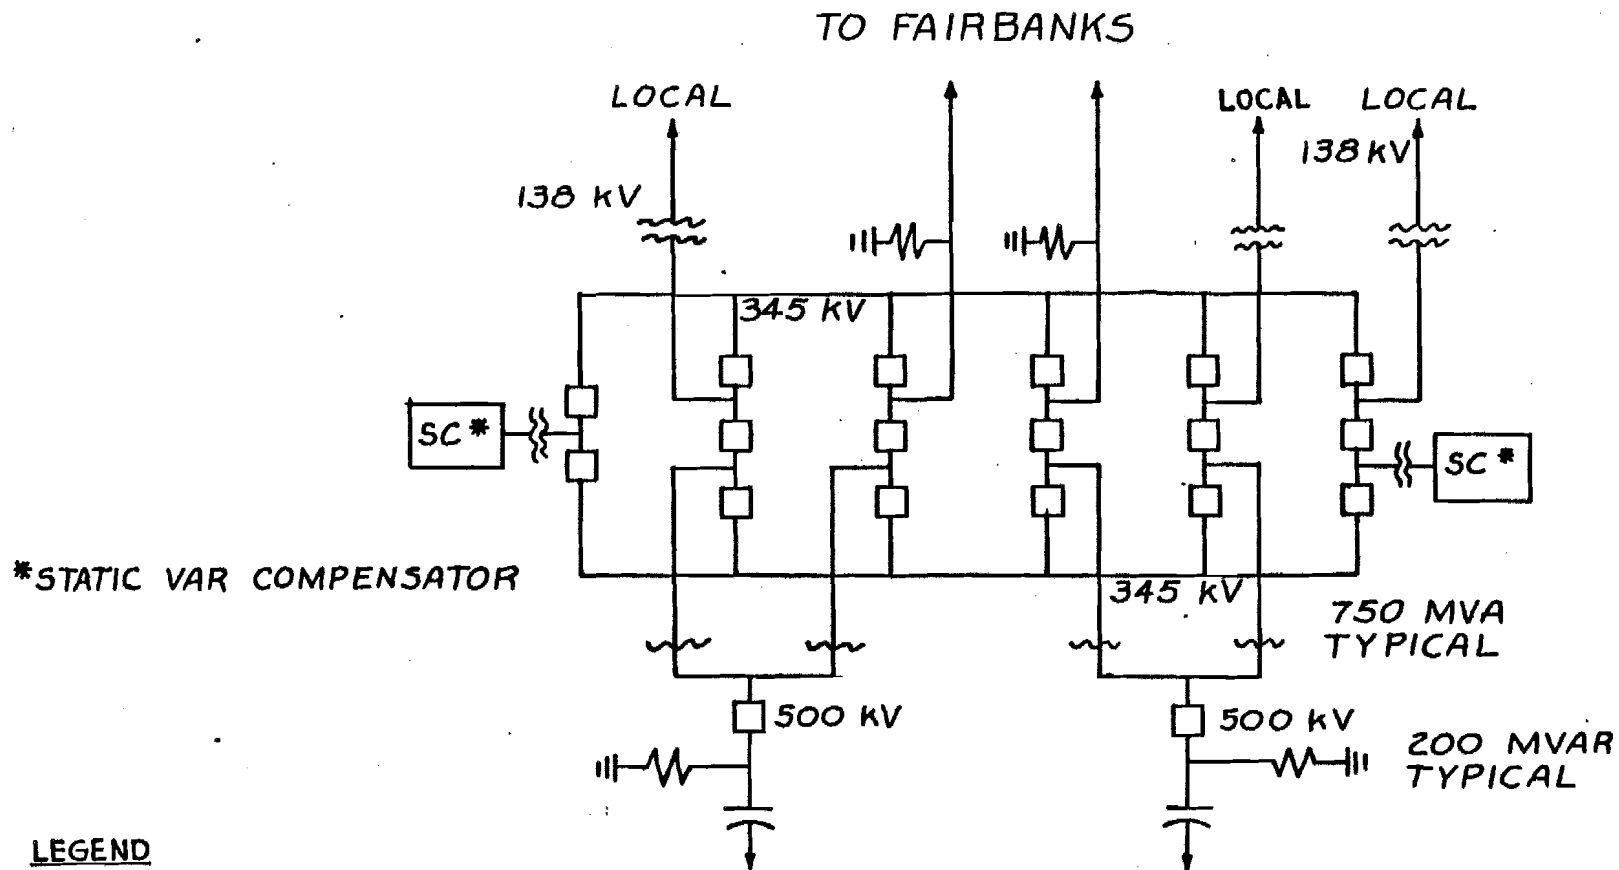 TO FAIRBANKS
LOCAL
LOCAL
LOCAL
138 kV
138 kV
345 kV
SC*
SC*
*STATIC VAR COMPENSATOR
345 kV
750 MVA
TYPICAL
500 kV
500 kV
200 MVAR
TYPICAL
LEGEND